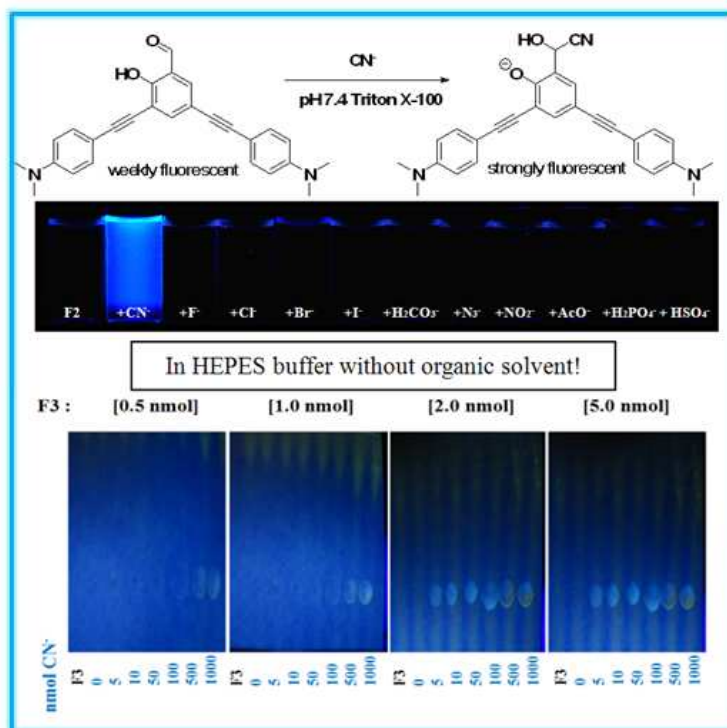 O
HO
N
N
weekly fluorescent
CN⁻
pH 7.4 Triton X-100
HO CN
⊖
O
N
N
strongly fluorescent
F2 +CN⁻ +F⁻ +Cl⁻ +Br⁻ +I⁻ +H₂CO₃⁻ +N₃⁻ +NO₂⁻ +AcO⁻ +H₂PO₄⁻ + HSO₄⁻
In HEPES buffer without organic solvent!
F3 : [0.5 nmol] [1.0 nmol] [2.0 nmol] [5.0 nmol]
nmol CN⁻
F3 0 5 10 50 100 500 1000
F3 0 5 10 50 100 500 1000
F3 0 5 10 50 100 500 1000
F3 0 5 10 50 100 500 1000